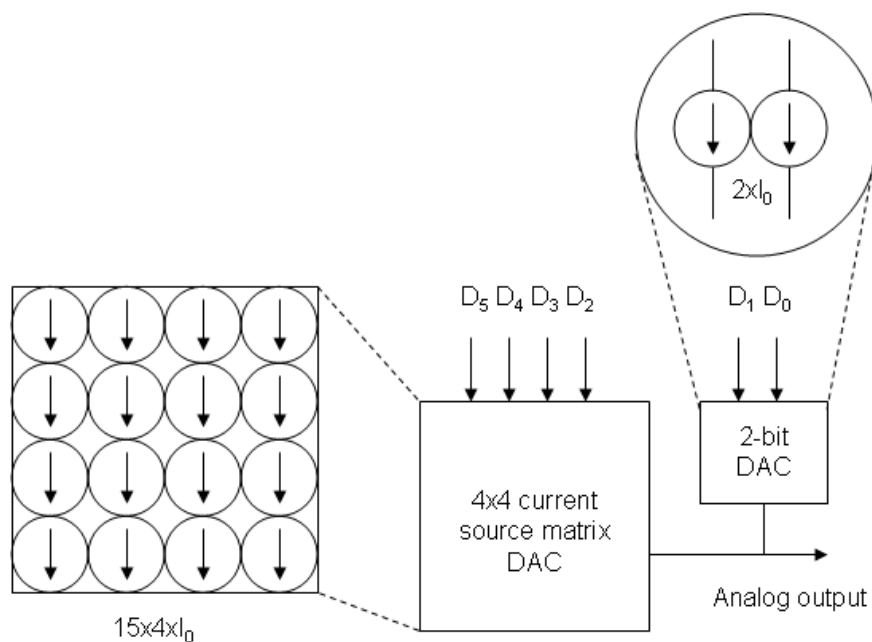 2xI₀
D₅ D₄ D₃ D₂
D₁ D₀
2-bit
DAC
4x4 current
source matrix
DAC
Analog output
15x4xI₀